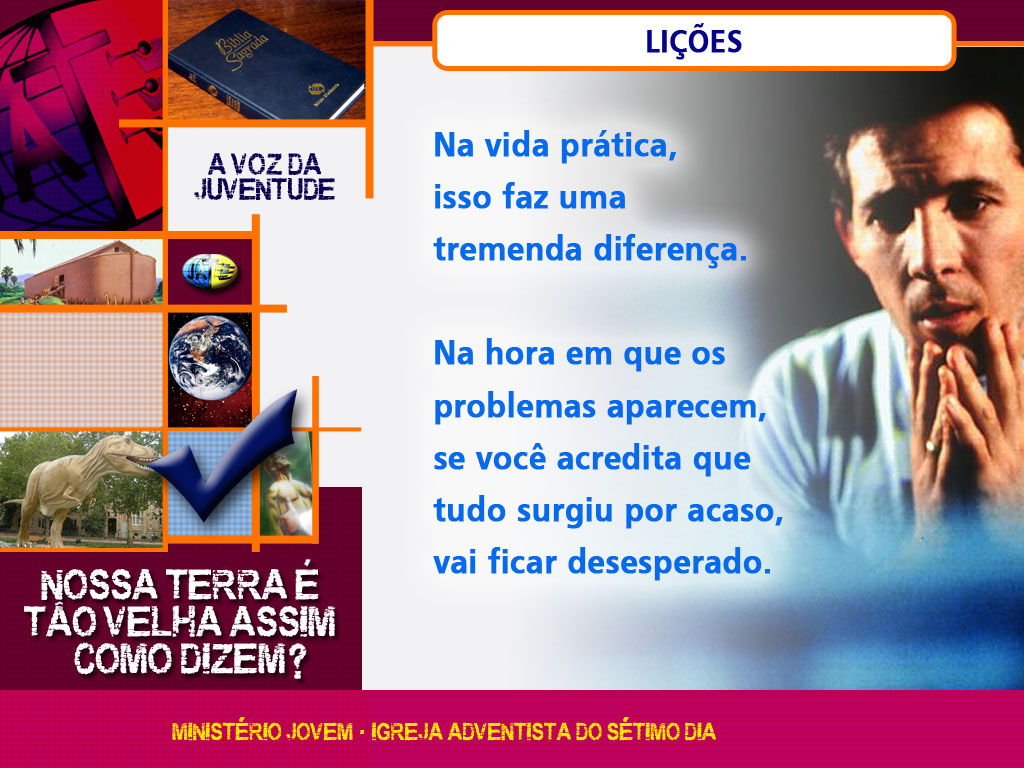 LIÇÕES
Bíblia
Sagrada
A VOZ DA
JUVENTUDE
Na vida prática,
isso faz uma
tremenda diferença.
Na hora em que os
problemas aparecem,
se você acredita que
tudo surgiu por acaso,
vai ficar desesperado.
NOSSA TERRA É
TÃO VELHA ASSIM
COMO DIZEM?
MINISTÉRIO JOVEM - IGREJA ADVENTISTA DO SÉTIMO DIA